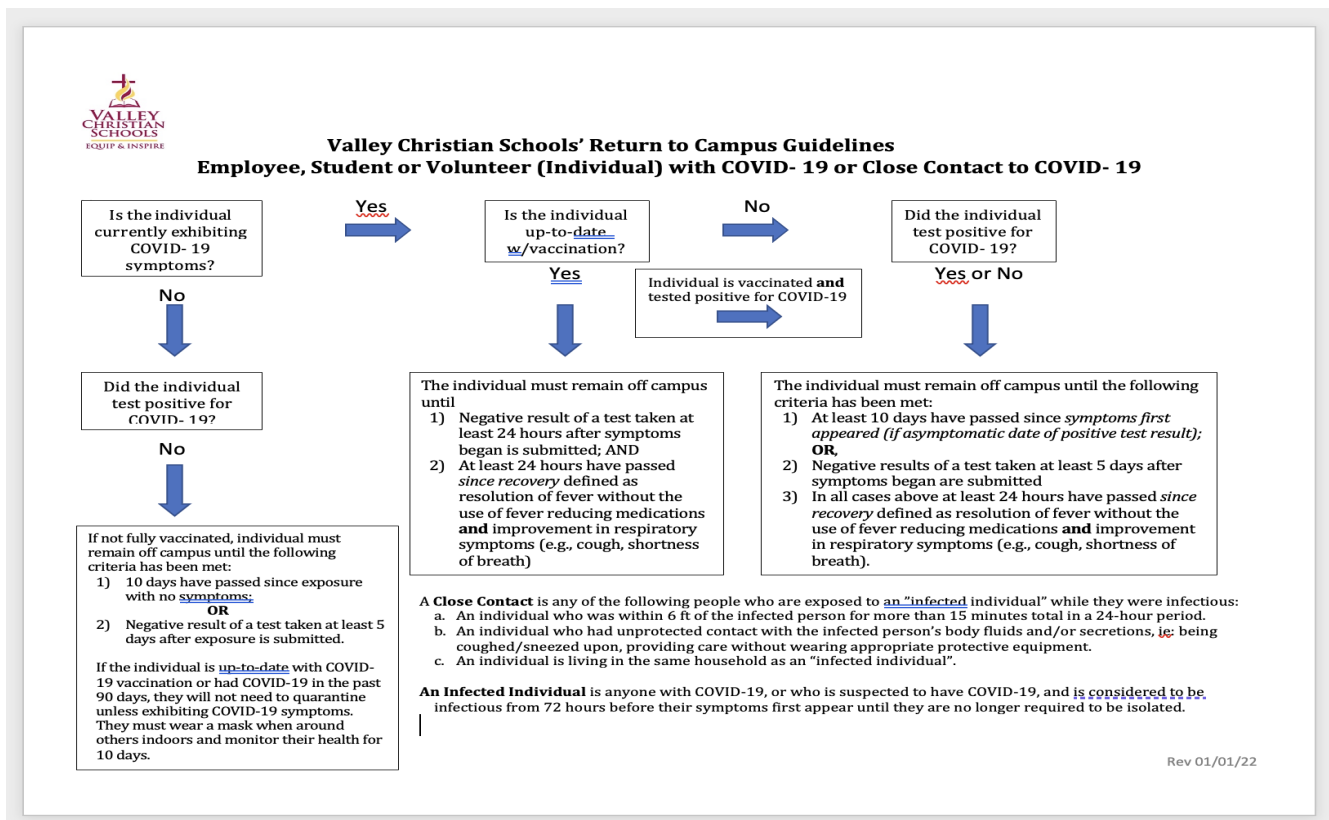 VALLEY
CHRISTIAN
SCHOOLS
EQUIP & INSPIRE
Valley Christian Schools’ Return to Campus Guidelines
Employee, Student or Volunteer (Individual) with COVID- 19 or Close Contact to COVID- 19
Is the individual
currently exhibiting
COVID- 19
symptoms?
Yes
Is the individual
up-to-date
w/vaccination?
No
Did the individual
test positive for
COVID- 19?
No
Yes
Individual is vaccinated and
tested positive for COVID-19
Yes or No
Did the individual
test positive for
COVID- 19?
No
The individual must remain off campus
until
1) Negative result of a test taken at
least 24 hours after symptoms
began is submitted; AND
2) At least 24 hours have passed
since recovery defined as
resolution of fever without the
use of fever reducing medications
and improvement in respiratory
symptoms (e.g., cough, shortness
of breath)
The individual must remain off campus until the following
criteria has been met:
1) At least 10 days have passed since symptoms first
appeared (if asymptomatic date of positive test result);
OR,
2) Negative results of a test taken at least 5 days after
symptoms began are submitted
3) In all cases above at least 24 hours have passed since
recovery defined as resolution of fever without the
use of fever reducing medications and improvement
in respiratory symptoms (e.g., cough, shortness of
breath).
If not fully vaccinated, individual must
remain off campus until the following
criteria has been met:
1) 10 days have passed since exposure
with no symptoms;
OR
2) Negative result of a test taken at least 5
days after exposure is submitted.
If the individual is up-to-date with COVID-
19 vaccination or had COVID-19 in the past
90 days, they will not need to quarantine
unless exhibiting COVID-19 symptoms.
They must wear a mask when around
others indoors and monitor their health for
10 days.
A Close Contact is any of the following people who are exposed to an ”infected individual” while they were infectious:
a. An individual who was within 6 ft of the infected person for more than 15 minutes total in a 24-hour period.
b. An individual who had unprotected contact with the infected person’s body fluids and/or secretions, ie: being
coughed/sneezed upon, providing care without wearing appropriate protective equipment.
c. An individual is living in the same household as an “infected individual”.
An Infected Individual is anyone with COVID-19, or who is suspected to have COVID-19, and is considered to be
infectious from 72 hours before their symptoms first appear until they are no longer required to be isolated.
Rev 01/01/22